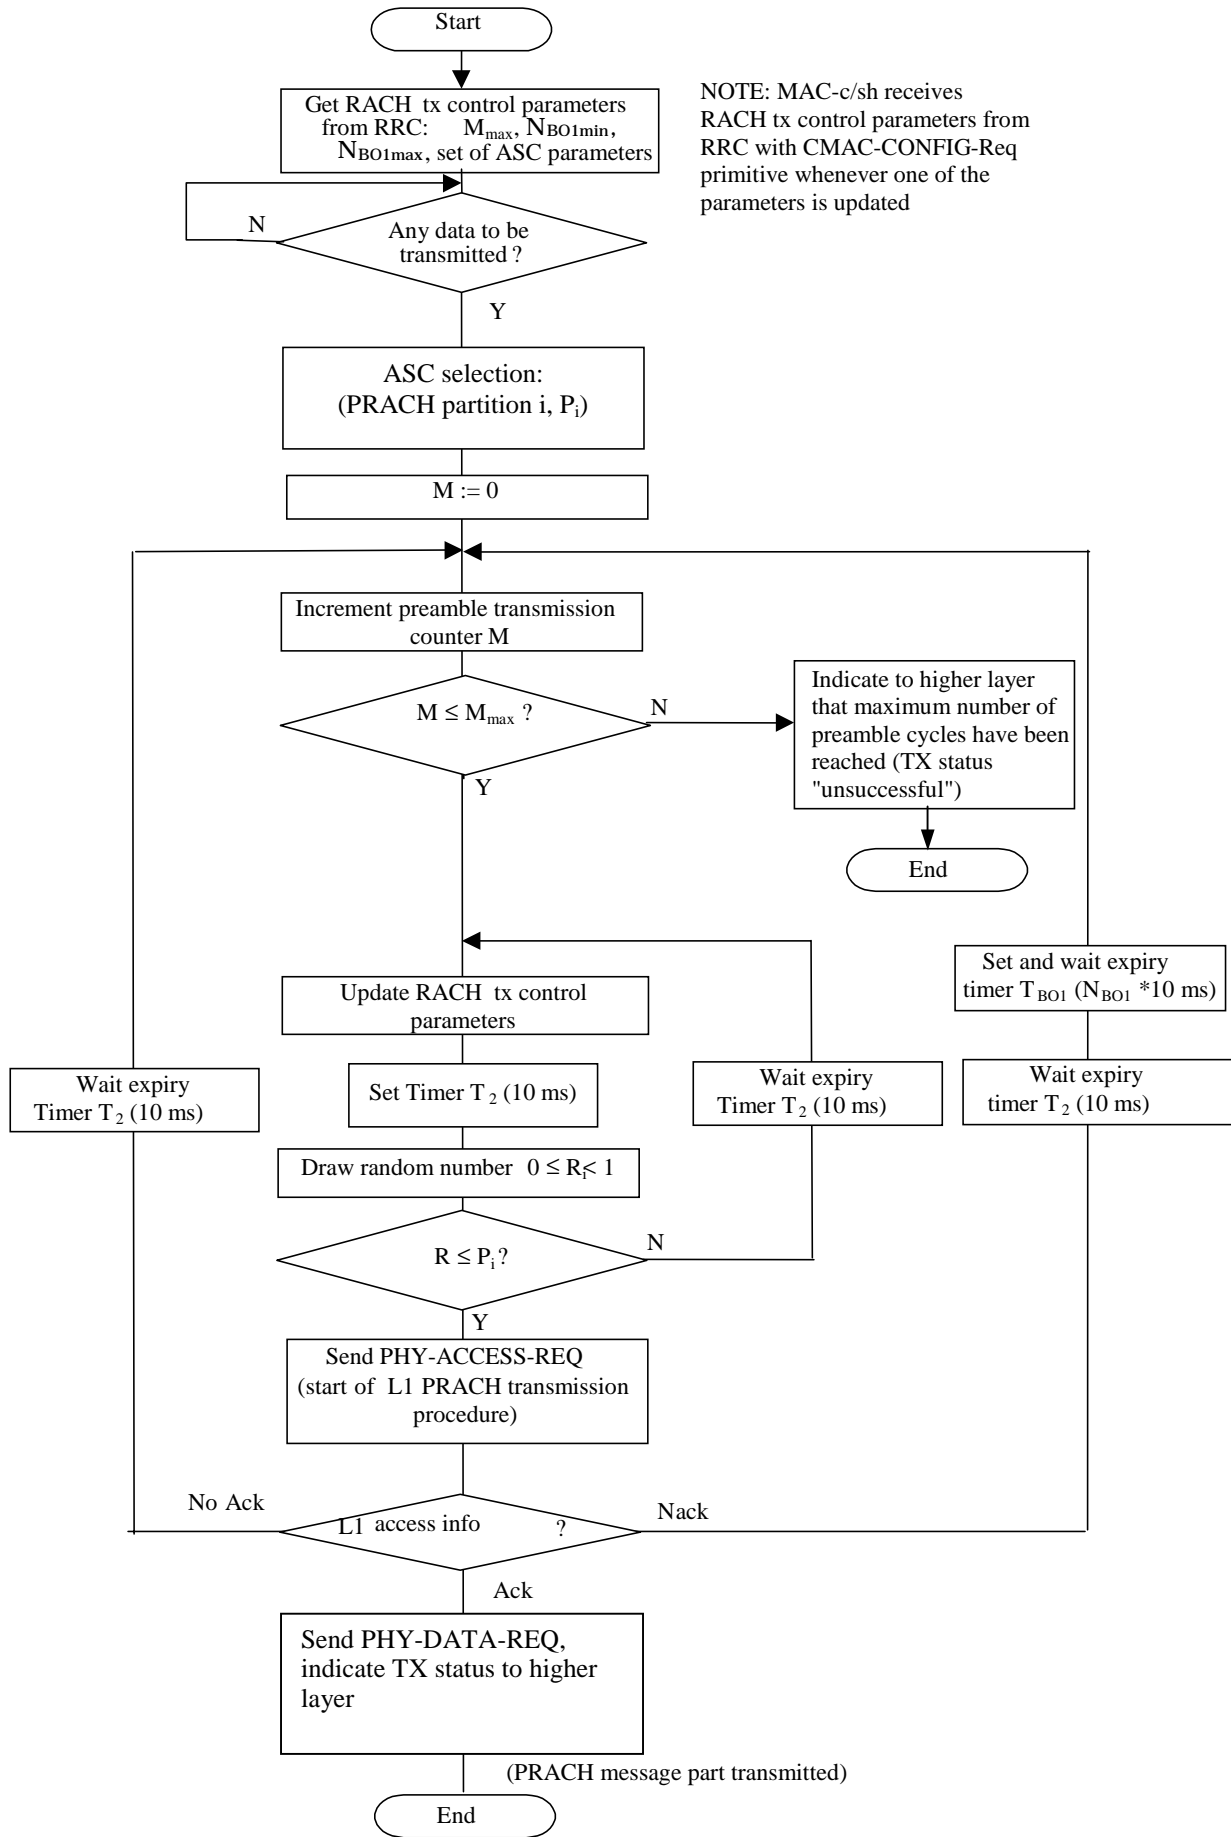 Start
Get RACH tx control parameters
from RRC: Mmax, NBO1min,
NBO1max, set of ASC parameters
NOTE: MAC-c/sh receives
RACH tx control parameters from
RRC with CMAC-CONFIG-Req
primitive whenever one of the
parameters is updated
N
Any data to be
transmitted ?
Y
ASC selection:
(PRACH partition i, Pi)
M := 0
Increment preamble transmission
counter M
M ≤ Mmax ?
N
Y
Indicate to higher layer
that maximum number of
preamble cycles have been
reached (TX status
"unsuccessful")
End
Update RACH tx control
parameters
Set and wait expiry
timer TBO1 (NBO1 *10 ms)
Wait expiry
Timer T2 (10 ms)
Set Timer T2 (10 ms)
Wait expiry
Timer T2 (10 ms)
Wait expiry
timer T2 (10 ms)
Draw random number 0 ≤ Ri< 1
R ≤ Pi?
N
Y
Send PHY-ACCESS-REQ
(start of L1 PRACH transmission
procedure)
No Ack
L1 access info ?
Nack
Ack
Send PHY-DATA-REQ,
indicate TX status to higher
layer
(PRACH message part transmitted)
End